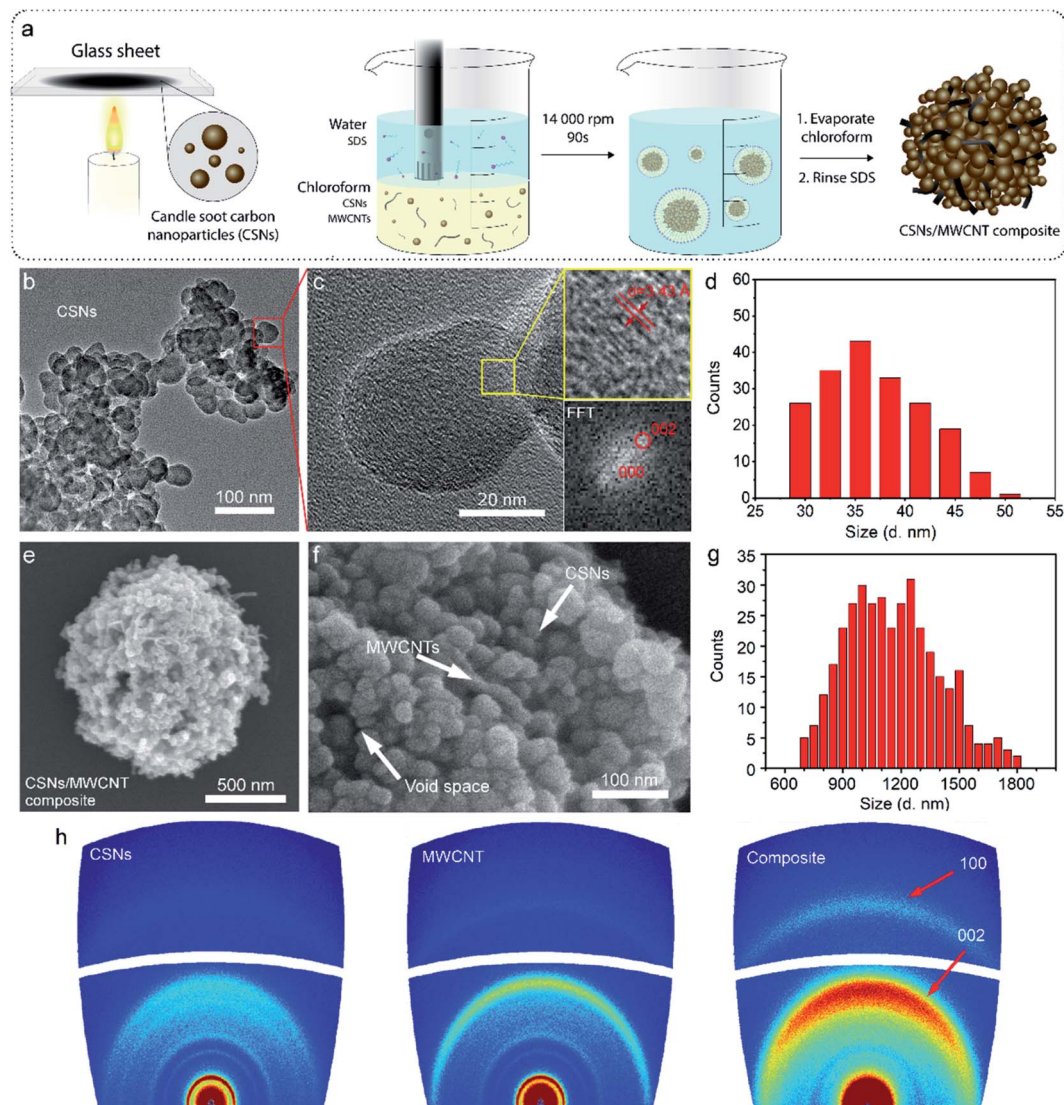 a
Glass sheet
Candle soot carbon
nanoparticles (CSNs)
Water
SDS
Chloroform
CSNs
MWCNTs
14 000 rpm
90s
1. Evaporate
chloroform
2. Rinse SDS
CSNs/MWCNT composite
b
CSNs
100 nm
c
20 nm
d=3.43 Å
FFT
002
000
d
Counts
60
50
40
30
20
10
0
25 30 35 40 45 50 55
Size (d. nm)
e
CSNs/MWCNT
composite
500 nm
f
CSNs
MWCNTs
Void space
100 nm
g
Counts
35
30
25
20
15
10
5
0
600 900 1200 1500 1800
Size (d. nm)
h
CSNs
MWCNT
Composite
100
002